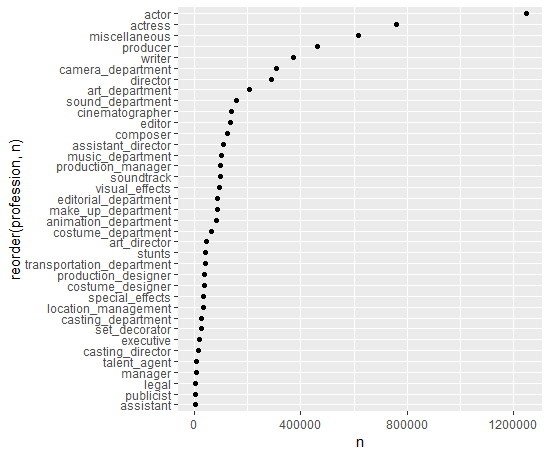 actor
actress
miscellaneous
producer
writer
camera_department
director
art_department
sound_department
cinematographer
editor
composer
assistant_director
music_department
production_manager
soundtrack
visual_effects
editorial_department
make_up_department
animation_department
costume_department
art_director
stunts
transportation_department
production_designer
costume_designer
special_effects
location_management
casting_department
set_decorator
executive
casting_director
talent_agent
manager
legal
publicist
assistant
reorder(profession, n)
0 400000 800000 1200000
n